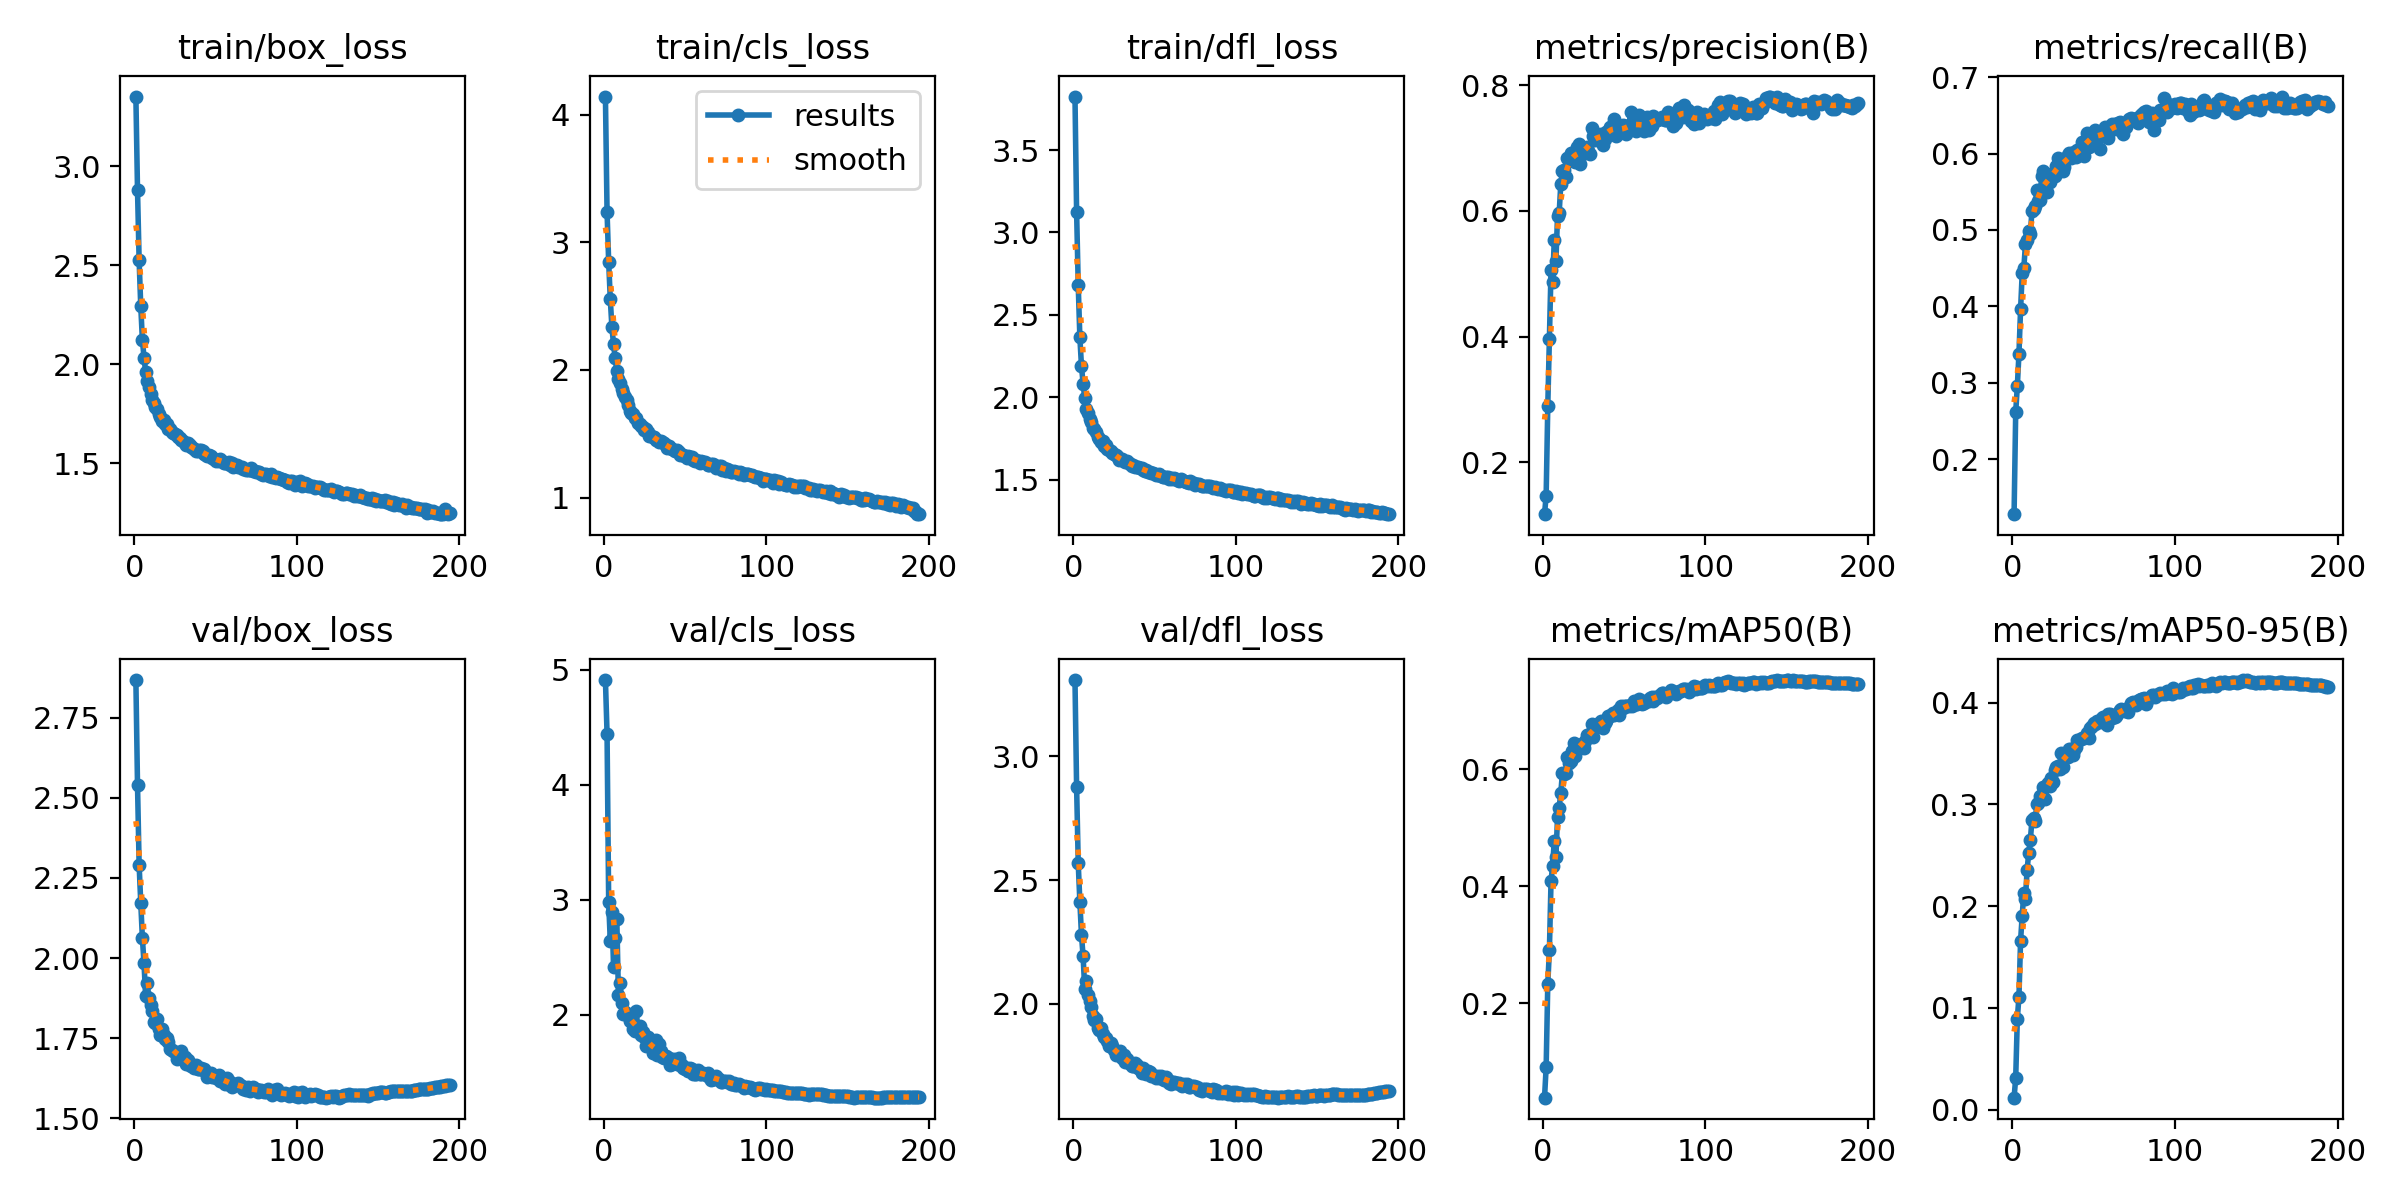 train/box_loss
3.0
2.5
2.0
1.5
0 100 200
train/cls_loss
results
smooth
4
3
2
1
0 100 200
train/dfl_loss
3.5
3.0
2.5
2.0
1.5
0 100 200
metrics/precision(B)
0.8
0.6
0.4
0.2
0 100 200
metrics/recall(B)
0.7
0.6
0.5
0.4
0.3
0.2
0 100 200
val/box_loss
2.75
2.50
2.25
2.00
1.75
1.50
0 100 200
val/cls_loss
5
4
3
2
0 100 200
val/dfl_loss
3.0
2.5
2.0
0 100 200
metrics/mAP50(B)
0.6
0.4
0.2
0 100 200
metrics/mAP50-95(B)
0.4
0.3
0.2
0.1
0.0
0 100 200